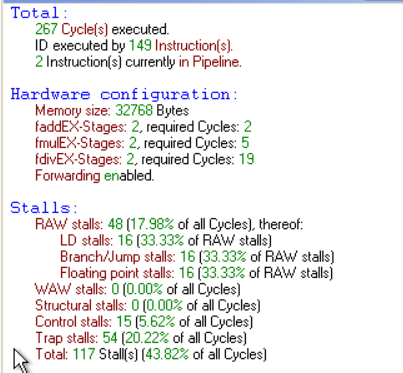 Total:
267 Cycle(s) executed.
ID executed by 149 Instruction(s).
2 Instruction(s) currently in Pipeline.
Hardware configuration:
Memory size: 32768 Bytes
faddEX-Stages: 2, required Cycles: 2
fmulEX-Stages: 2, required Cycles: 5
fdivEX-Stages: 2, required Cycles: 19
Forwarding enabled.
Stalls:
RAW stalls: 48 (17.98% of all Cycles), thereof:
LD stalls: 16 (33.33% of RAW stalls)
Branch/Jump stalls: 16 (33.33% of RAW stalls)
Floating point stalls: 16 (33.33% of RAW stalls)
WAW stalls: 0 (0.00% of all Cycles)
Structural stalls: 0 (0.00% of all Cycles)
Control stalls: 15 (5.62% of all Cycles)
Trap stalls: 54 (20.22% of all Cycles)
Total: 117 Stall(s) (43.82% of all Cycles)